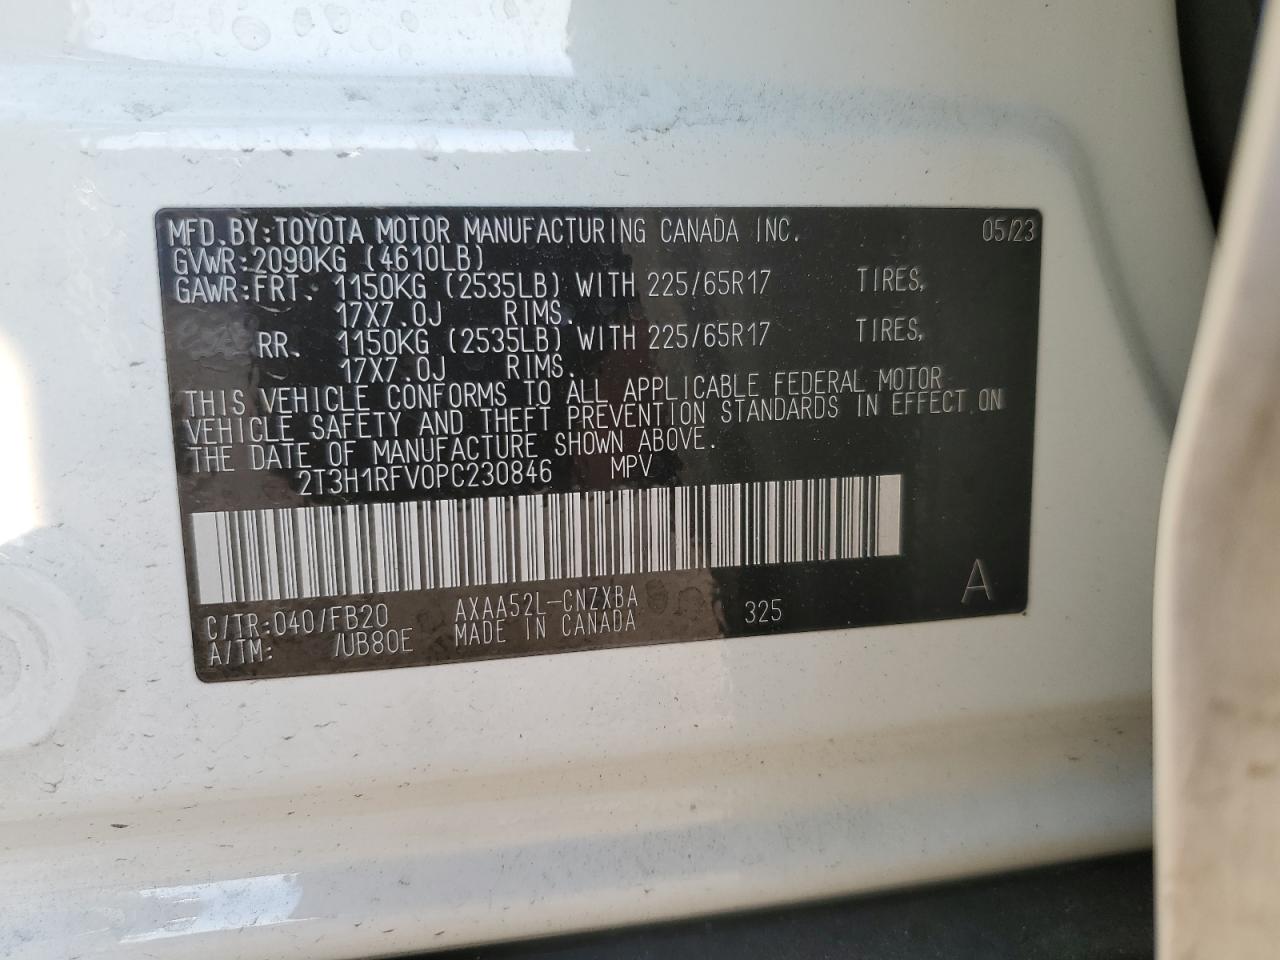 MFD.BY:TOYOTA MOTOR MANUFACTURING CANADA INC. 05/23
GVWR:2090KG (4610LB)
GAWR:FRT. 1150KG (2535LB) WITH 225/65R17 TIRES,
17X7.0J RIMS.
RR. 1150KG (2535LB) WITH 225/65R17 TIRES,
17X7.0J RIMS.
THIS VEHICLE CONFORMS TO ALL APPLICABLE FEDERAL MOTOR
VEHICLE SAFETY AND THEFT PREVENTION STANDARDS IN EFFECT ON
THE DATE OF MANUFACTURE SHOWN ABOVE.
2T3H1RFV0PC230846 MPV
C/TR:040/FB20 AXAA52L-CNZXBA 325 A
A/TM: /UB80E MADE IN CANADA